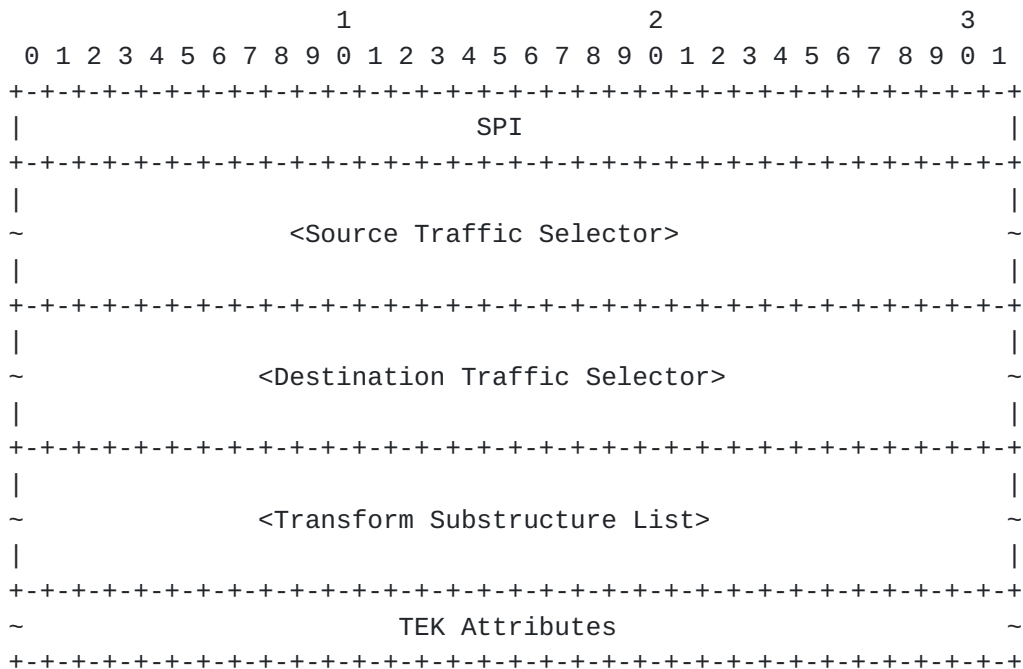 1                   2                   3
 0 1 2 3 4 5 6 7 8 9 0 1 2 3 4 5 6 7 8 9 0 1 2 3 4 5 6 7 8 9 0 1
+-+-+-+-+-+-+-+-+-+-+-+-+-+-+-+-+-+-+-+-+-+-+-+-+-+-+-+-+-+-+-+-+
|                             SPI                               |
+-+-+-+-+-+-+-+-+-+-+-+-+-+-+-+-+-+-+-+-+-+-+-+-+-+-+-+-+-+-+-+-+
|                                                               |
~                 <Source Traffic Selector>                     ~
|                                                               |
+-+-+-+-+-+-+-+-+-+-+-+-+-+-+-+-+-+-+-+-+-+-+-+-+-+-+-+-+-+-+-+-+
|                                                               |
~               <Destination Traffic Selector>                  ~
|                                                               |
+-+-+-+-+-+-+-+-+-+-+-+-+-+-+-+-+-+-+-+-+-+-+-+-+-+-+-+-+-+-+-+-+
|                                                               |
~               <Transform Substructure List>                   ~
|                                                               |
+-+-+-+-+-+-+-+-+-+-+-+-+-+-+-+-+-+-+-+-+-+-+-+-+-+-+-+-+-+-+-+-+
~                        TEK Attributes                         ~
+-+-+-+-+-+-+-+-+-+-+-+-+-+-+-+-+-+-+-+-+-+-+-+-+-+-+-+-+-+-+-+-+